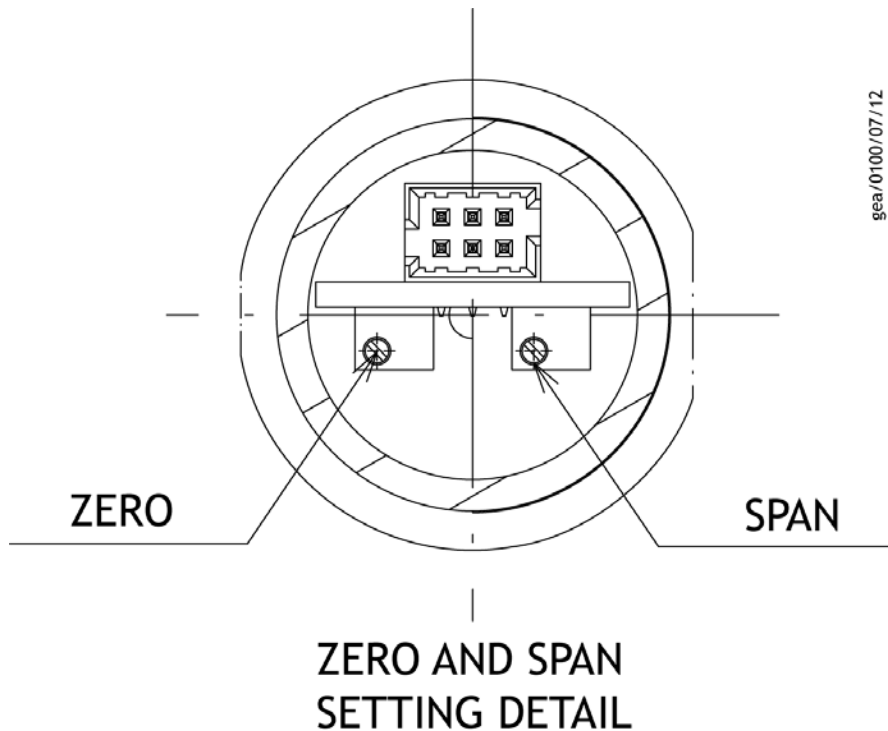 gea/0100/07/12
ZERO
SPAN
ZERO AND SPAN
SETTING DETAIL